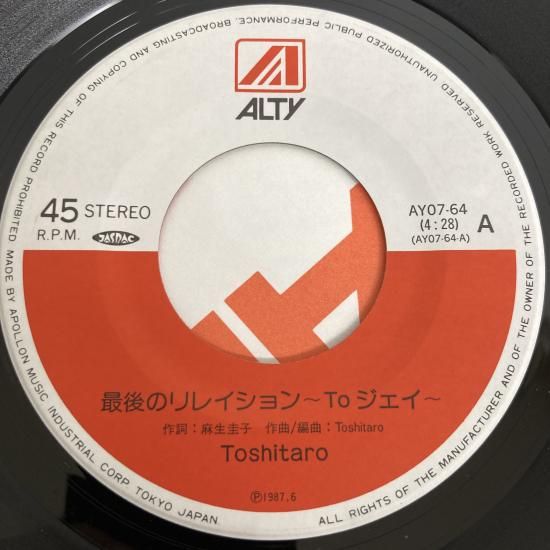 UNAUTHORIZED PUBLIC PERFORMANCE, BROADCASTING AND COPYING OF THIS RECORD PROHIBITED
ALTY
45 STEREO
R.P.M. JASRAC
AY07-64
(4:28)
(AY07-64-A)
A
最後のリレイション〜Toジェイ〜
作詞:麻生圭子 作曲/編曲:Toshitaro
Toshitaro
Ⓟ1987.6
MADE BY APOLLON MUSIC INDUSTRIAL CORP. TOKYO JAPAN.
ALL RIGHTS OF THE MANUFACTURER AND OF THE OWNER OF THE RECORDED WORK RESERVED